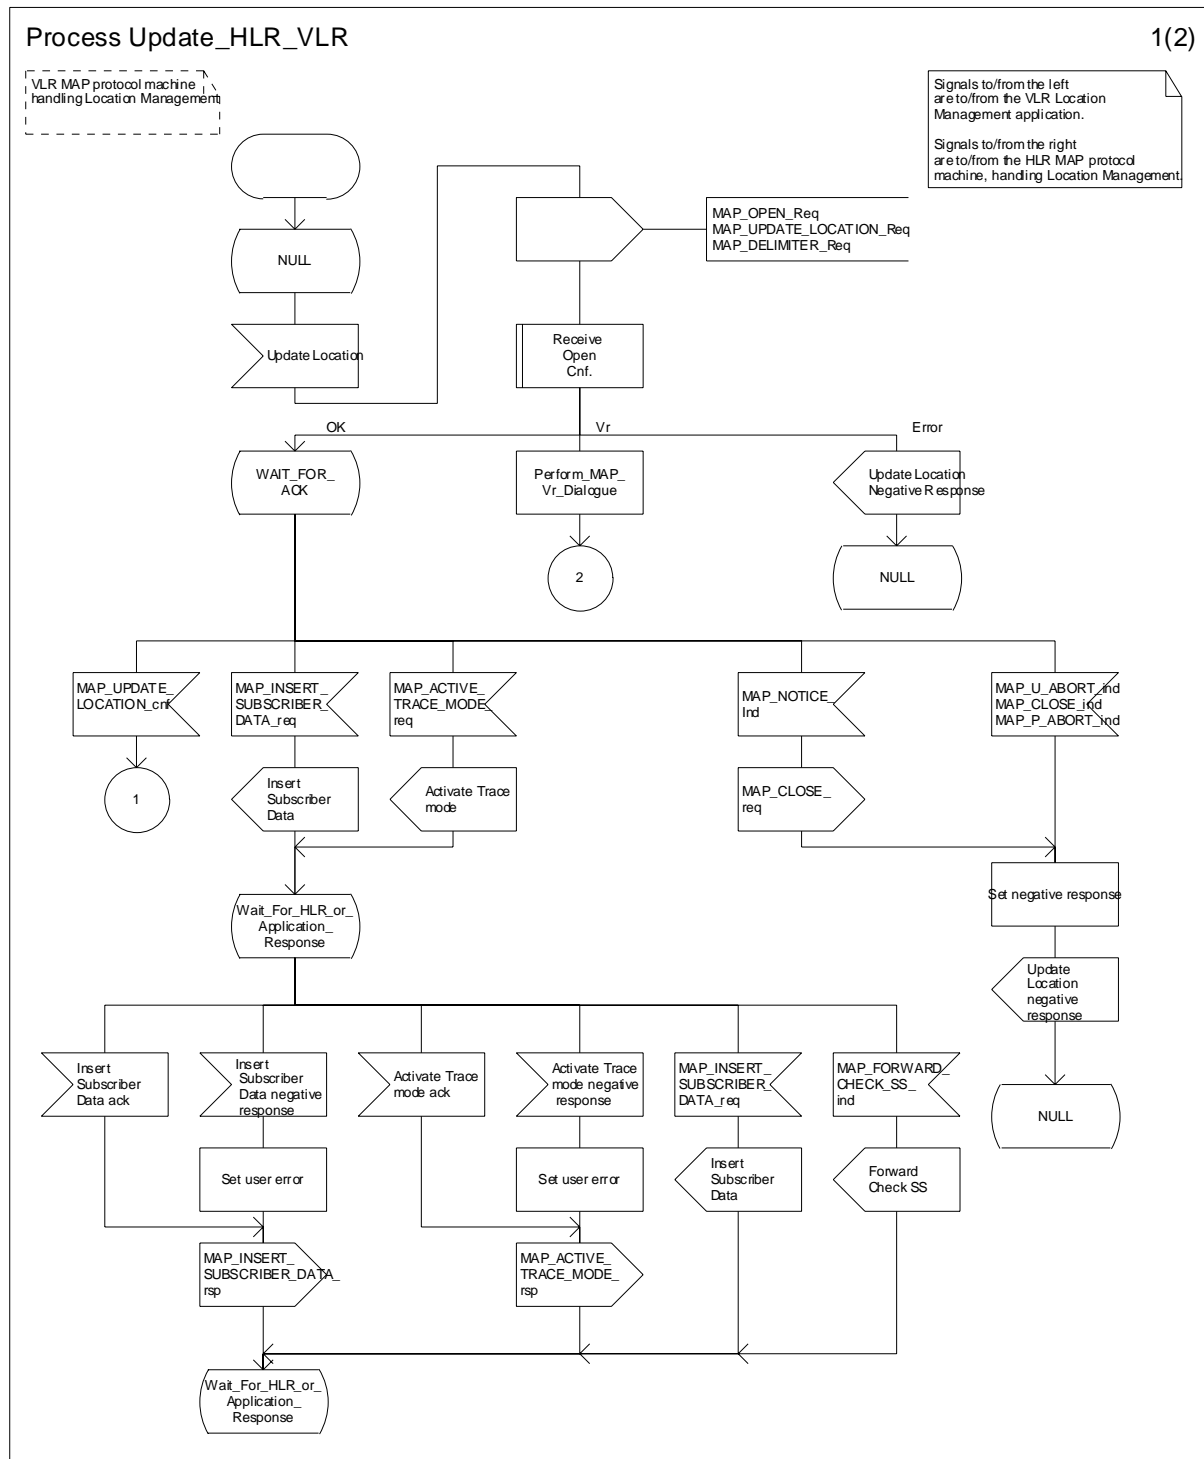 Process Update_HLR_VLR
1(2)
VLR MAP protocol machine
handling Location Management
Signals to/from the left
are to/from the VLR Location
Management application.
Signals to/from the right
are to/from the HLR MAP protocol
machine, handling Location Management.
MAP_OPEN_Req
MAP_UPDATE_LOCATION_Req
MAP_DELIMITER_Req
NULL
Update Location
Receive
Open
Cnf.
OK
Vr
Error
WAIT_FOR_
ACK
Perform_MAP_
Vr_Dialogue
Update Location
Negative Response
2
NULL
MAP_UPDATE_
LOCATION_cnf
MAP_INSERT_
SUBSCRIBER_
DATA_req
MAP_ACTIVE_
TRACE_MODE_
req
MAP_NOTICE_
Ind
MAP_U_ABORT_ind
MAP_CLOSE_ind
MAP_P_ABORT_ind
1
Insert
Subscriber
Data
Activate Trace
mode
MAP_CLOSE_
req
Set negative response
Wait_For_HLR_or_
Application_
Response
Update
Location
negative
response
Insert
Subscriber
Data ack
Insert
Subscriber
Data negative
response
Activate Trace
mode ack
Activate Trace
mode negative
response
MAP_INSERT_
SUBSCRIBER_
DATA_req
MAP_FORWARD_
CHECK_SS_
ind
NULL
Set user error
Set user error
Insert
Subscriber
Data
Forward
Check SS
MAP_INSERT_
SUBSCRIBER_DATA_
rsp
MAP_ACTIVE_
TRACE_MODE_
rsp
Wait_For_HLR_or_
Application_
Response